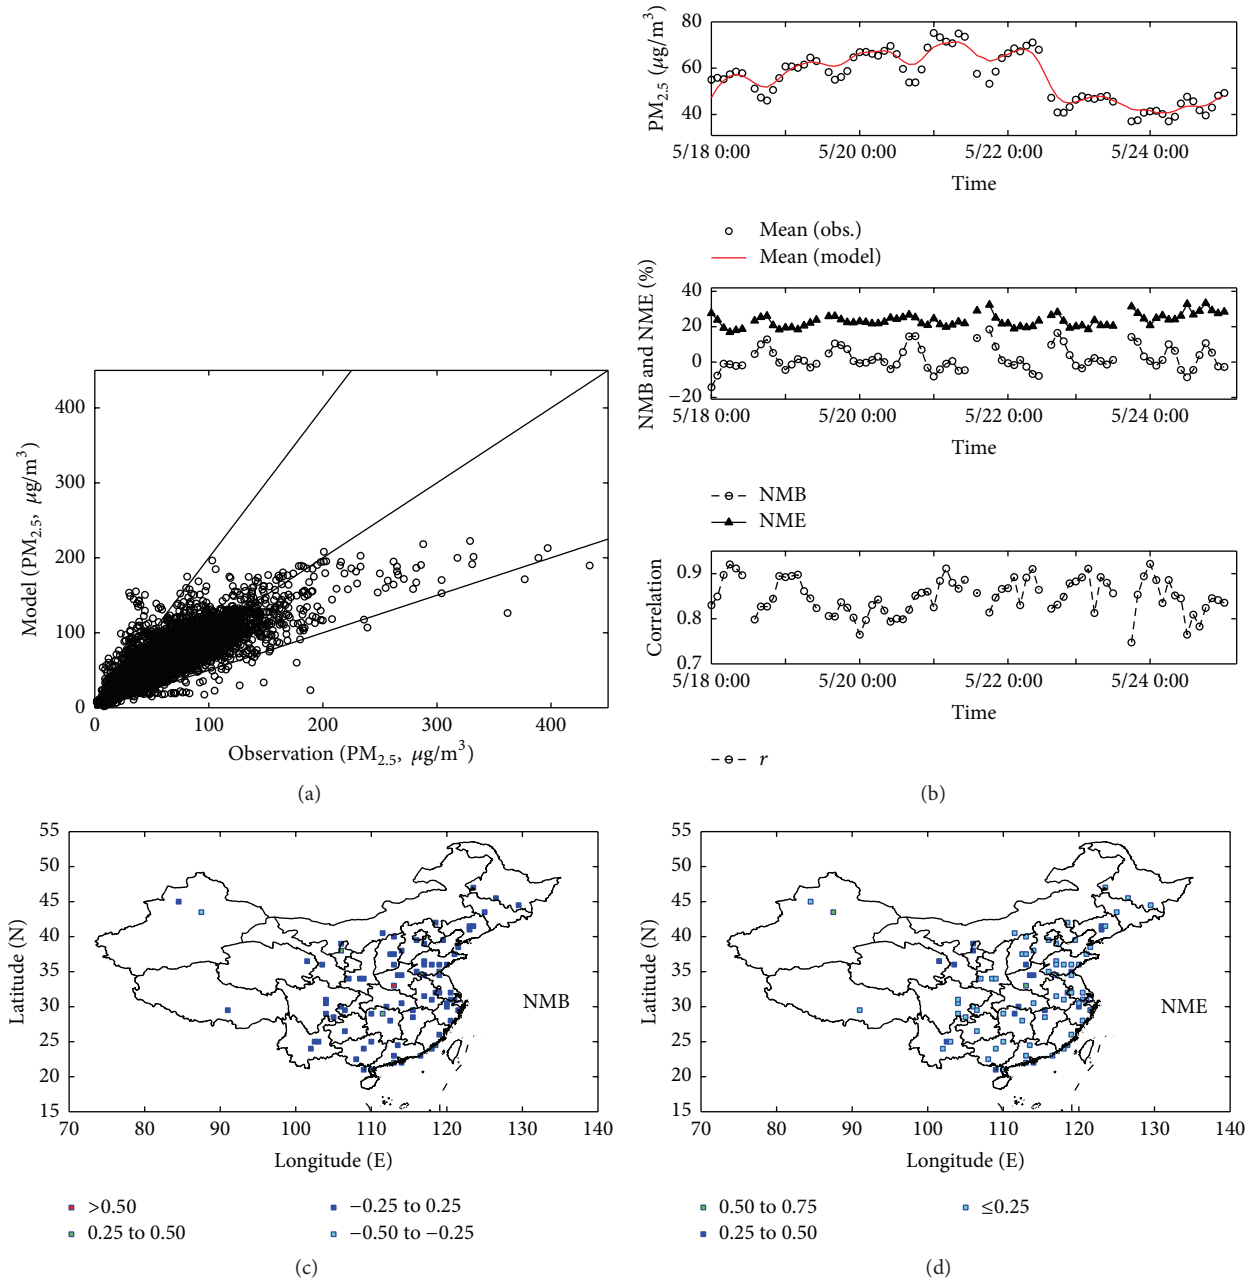 80
60
40
PM2.5 (μg/m3)
5/18 0:00 5/20 0:00 5/22 0:00 5/24 0:00
Time
Mean (obs.)
Mean (model)
40
20
0
−20
NMB and NME (%)
5/18 0:00 5/20 0:00 5/22 0:00 5/24 0:00
Time
NMB
NME
400
300
200
100
0
Model (PM2.5, μg/m3)
0 100 200 300 400
Observation (PM2.5, μg/m3)
(a)
0.9
0.8
0.7
Correlation
5/18 0:00 5/20 0:00 5/22 0:00 5/24 0:00
Time
r
(b)
55
50
45
40
35
30
25
20
15
Latitude (N)
NMB
70 80 90 100 110 120 130 140
Longitude (E)
>0.50
0.25 to 0.50
−0.25 to 0.25
−0.50 to −0.25
(c)
55
50
45
40
35
30
25
20
15
Latitude (N)
NME
70 80 90 100 110 120 130 140
Longitude (E)
0.50 to 0.75
0.25 to 0.50
≤0.25
(d)